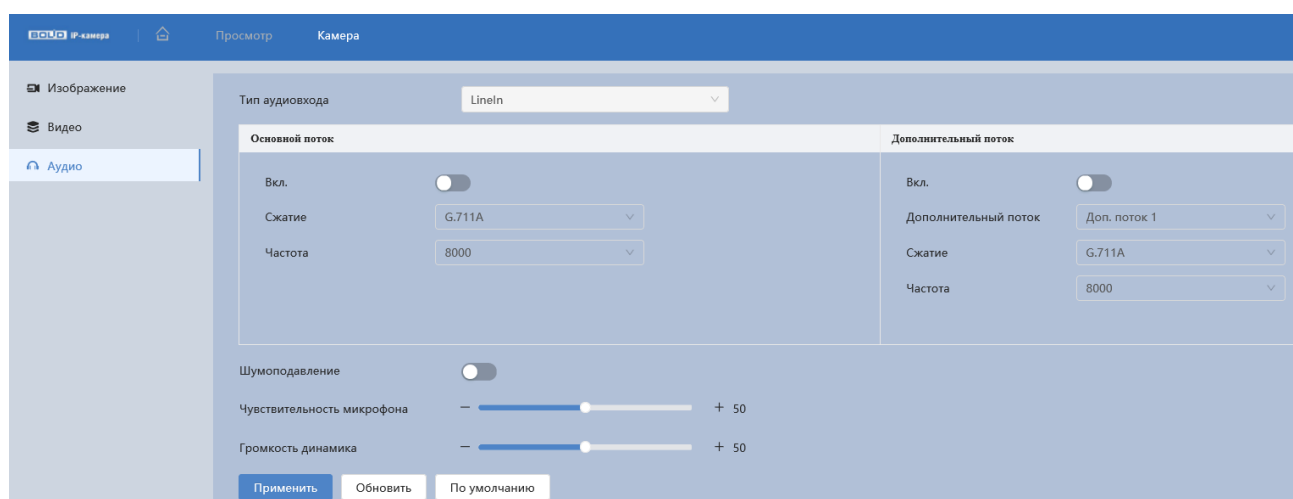 BOLID IP-камера Просмотр Камера
Изображение
Видео
Аудио
Тип аудиовхода LineIn
Основной поток Дополнительный поток
Вкл. Вкл.
Сжатие G.711A Дополнительный поток Доп. поток 1
Частота 8000 Сжатие G.711A
Частота 8000
Шумоподавление
Чувствительность микрофона − + 50
Громкость динамика − + 50
Применить Обновить По умолчанию